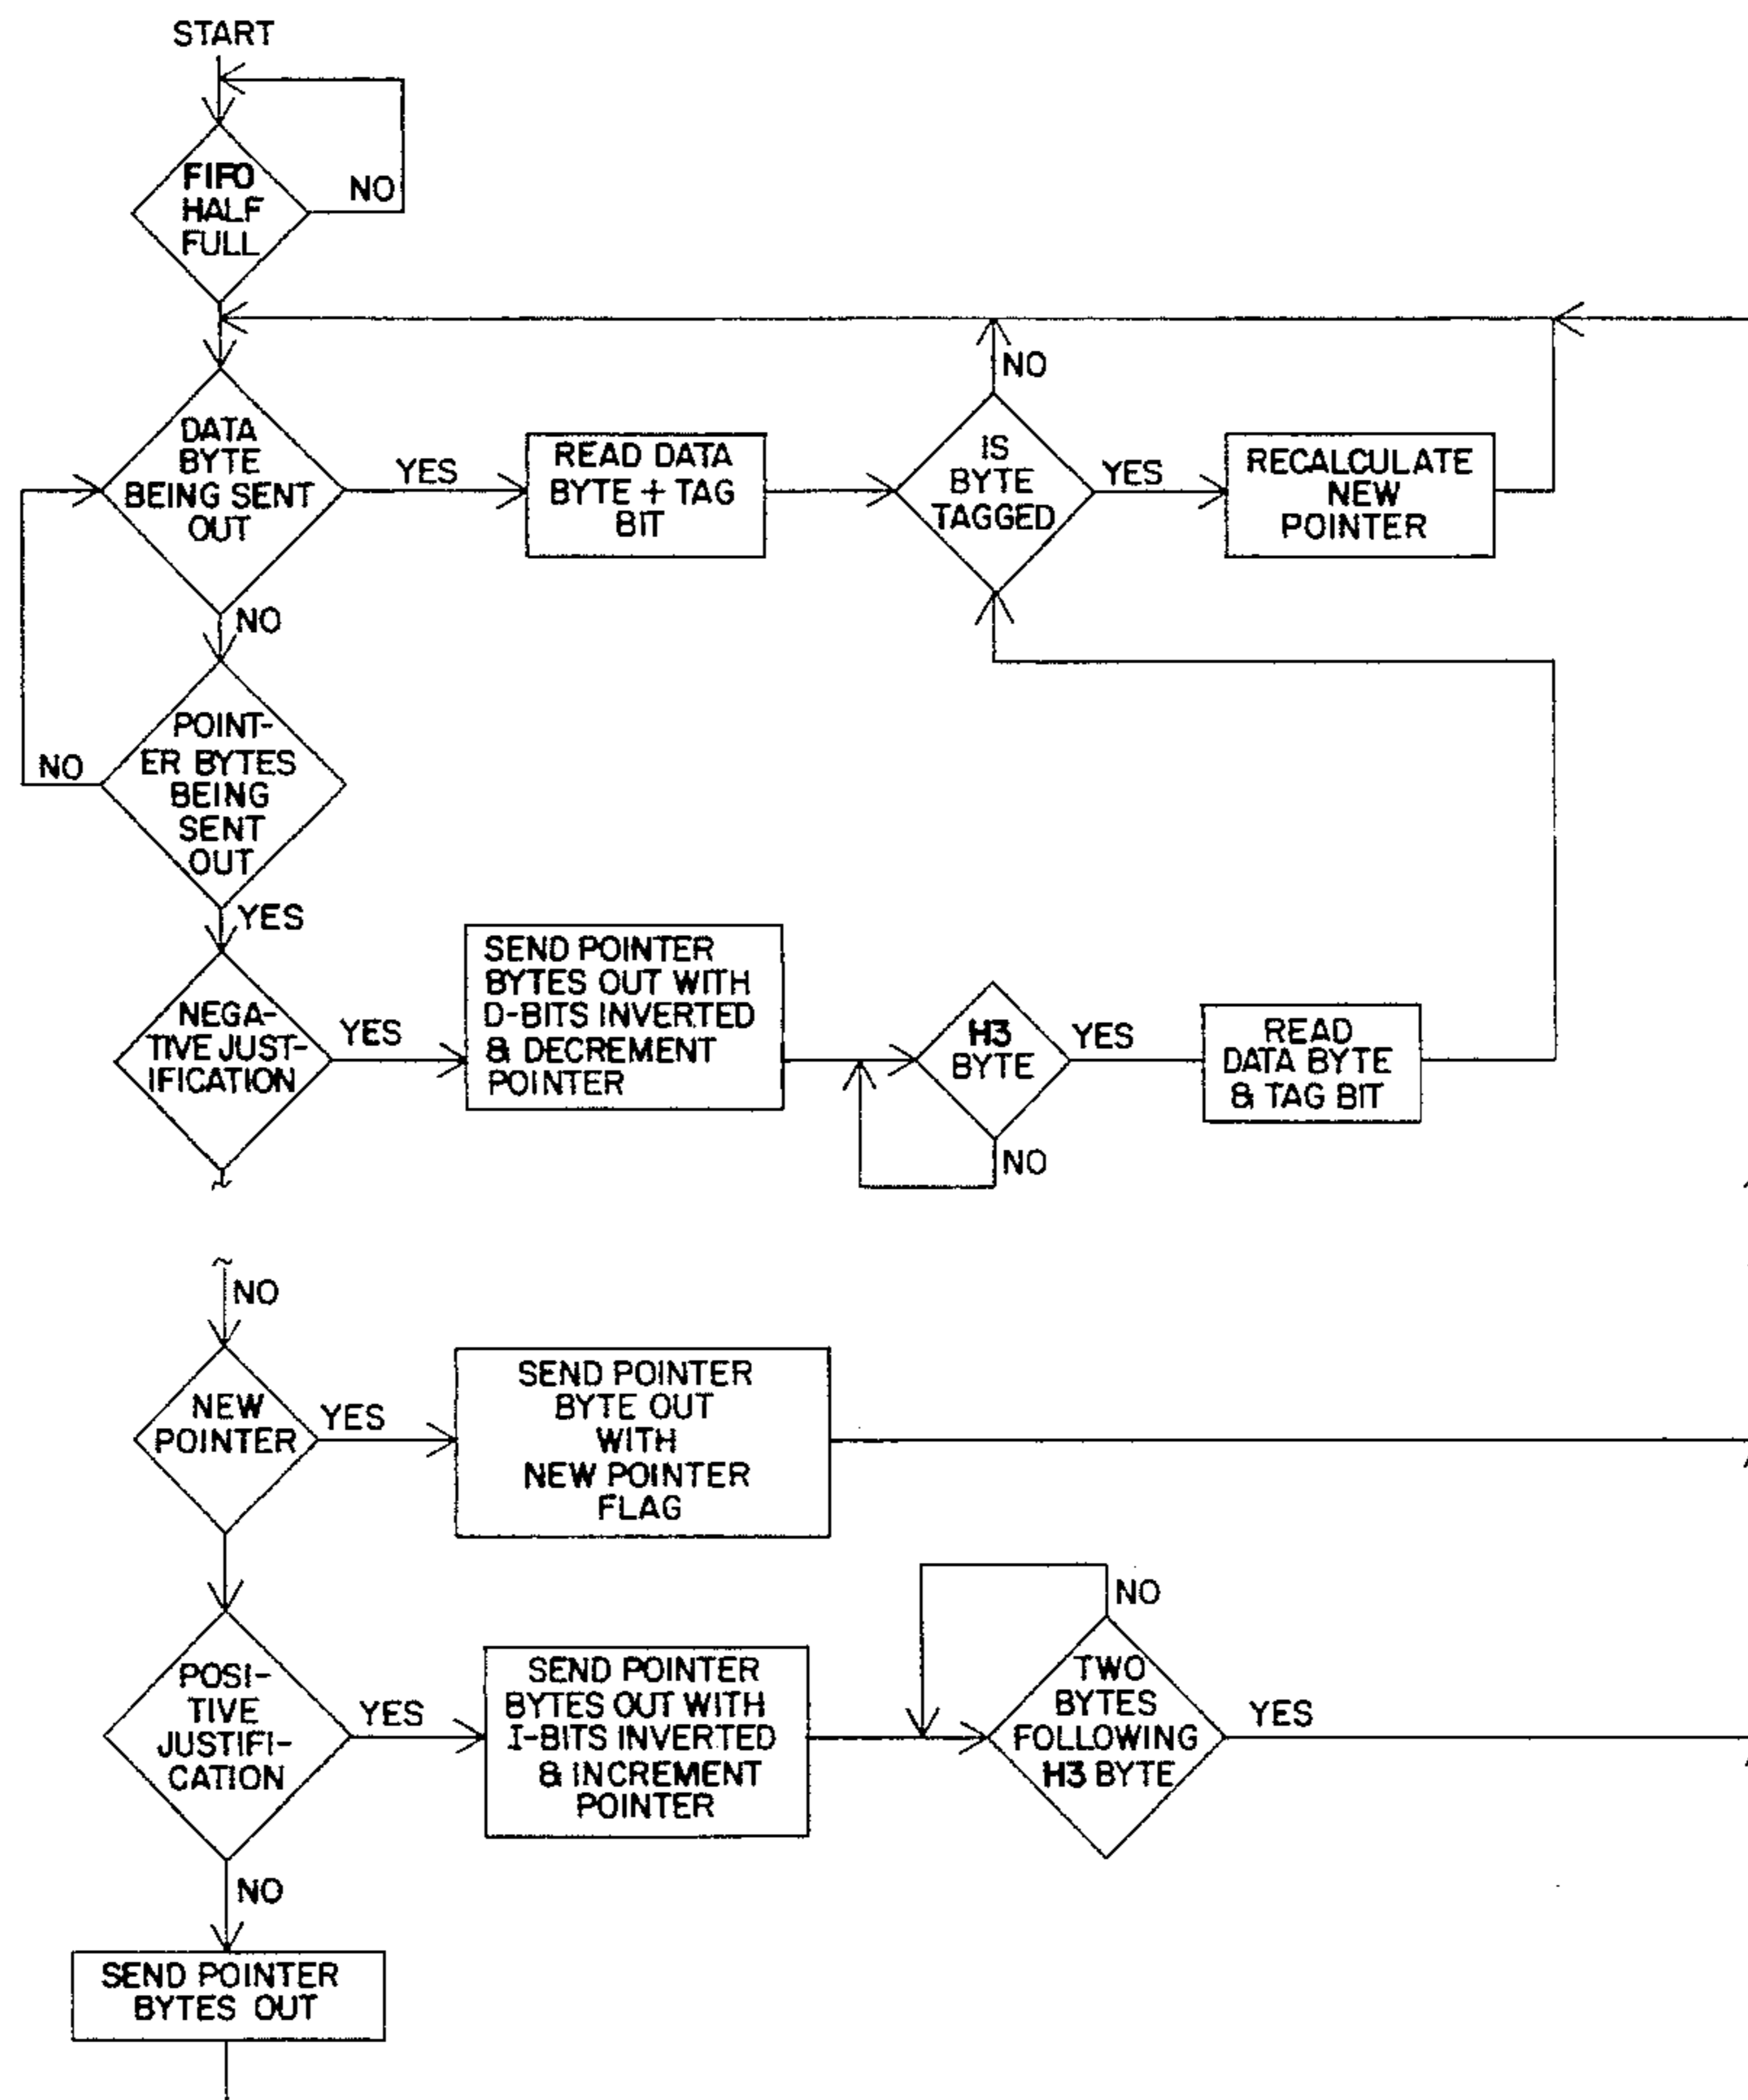 START
FIFO
HALF
FULL
NO
DATA
BYTE
BEING SENT
OUT
YES
READ DATA
BYTE + TAG
BIT
IS
BYTE
TAGGED
NO
YES
RECALCULATE
NEW
POINTER
NO
POINT-
ER BYTES
BEING
SENT
OUT
NO
YES
NEGA-
TIVE JUST-
IFICATION
YES
SEND POINTER
BYTES OUT WITH
D-BITS INVERTED
& DECREMENT
POINTER
H3
BYTE
YES
NO
READ
DATA BYTE
& TAG BIT
NO
NEW
POINTER
YES
SEND POINTER
BYTE OUT
WITH
NEW POINTER
FLAG
POSI-
TIVE
JUSTIFI-
CATION
YES
SEND POINTER
BYTES OUT WITH
I-BITS INVERTED
& INCREMENT
POINTER
NO
TWO
BYTES
FOLLOWING
H3 BYTE
YES
NO
SEND POINTER
BYTES OUT